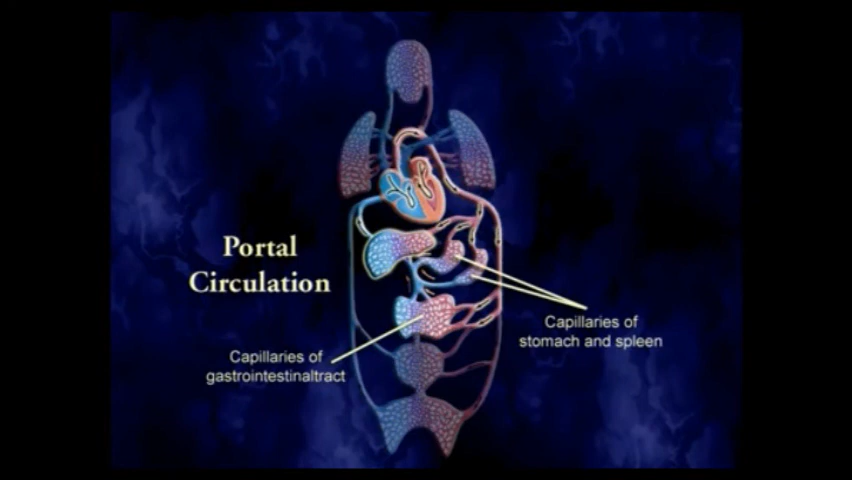 Portal
Circulation
Capillaries of
stomach and spleen
Capillaries of
gastrointestinaltract